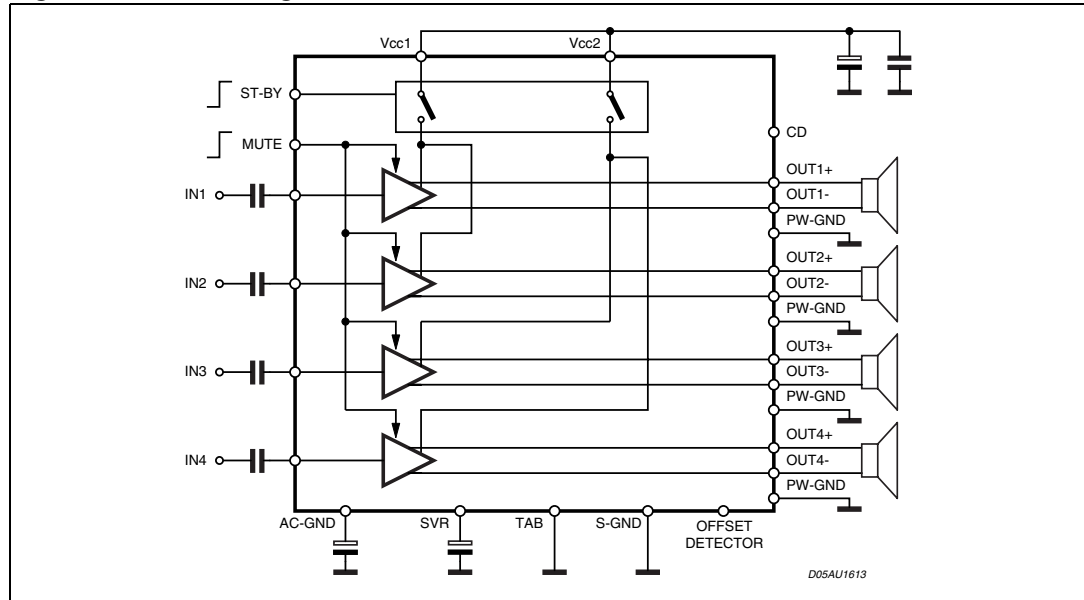 Vcc1
Vcc2
ST-BY
MUTE
CD
OUT1+
IN1
OUT1-
PW-GND
OUT2+
IN2
OUT2-
PW-GND
OUT3+
IN3
OUT3-
PW-GND
OUT4+
IN4
OUT4-
PW-GND
AC-GND
SVR
TAB
S-GND
OFFSET
DETECTOR
D05AU1613